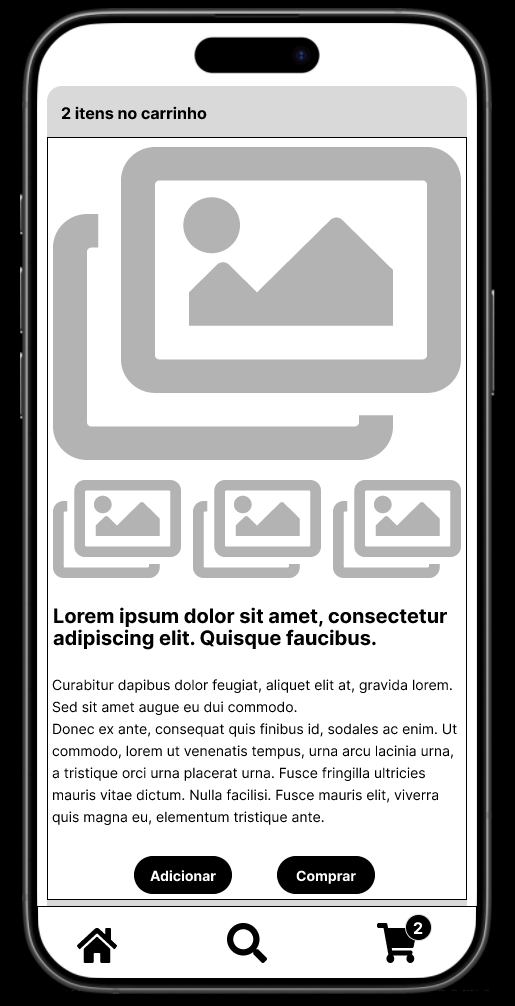 2 itens no carrinho
Lorem ipsum dolor sit amet, consectetur
adipiscing elit. Quisque faucibus.
Curabitur dapibus dolor feugiat, aliquet elit at, gravida lorem.
Sed sit amet augue eu dui commodo.
Donec ex ante, consequat quis finibus id, sodales ac enim. Ut
commodo, lorem ut venenatis tempus, urna arcu lacinia urna,
a tristique orci urna placerat urna. Fusce fringilla ultricies
mauris vitae dictum. Nulla facilisi. Fusce mauris elit, viverra
quis magna eu, elementum tristique ante.
Adicionar
Comprar
2